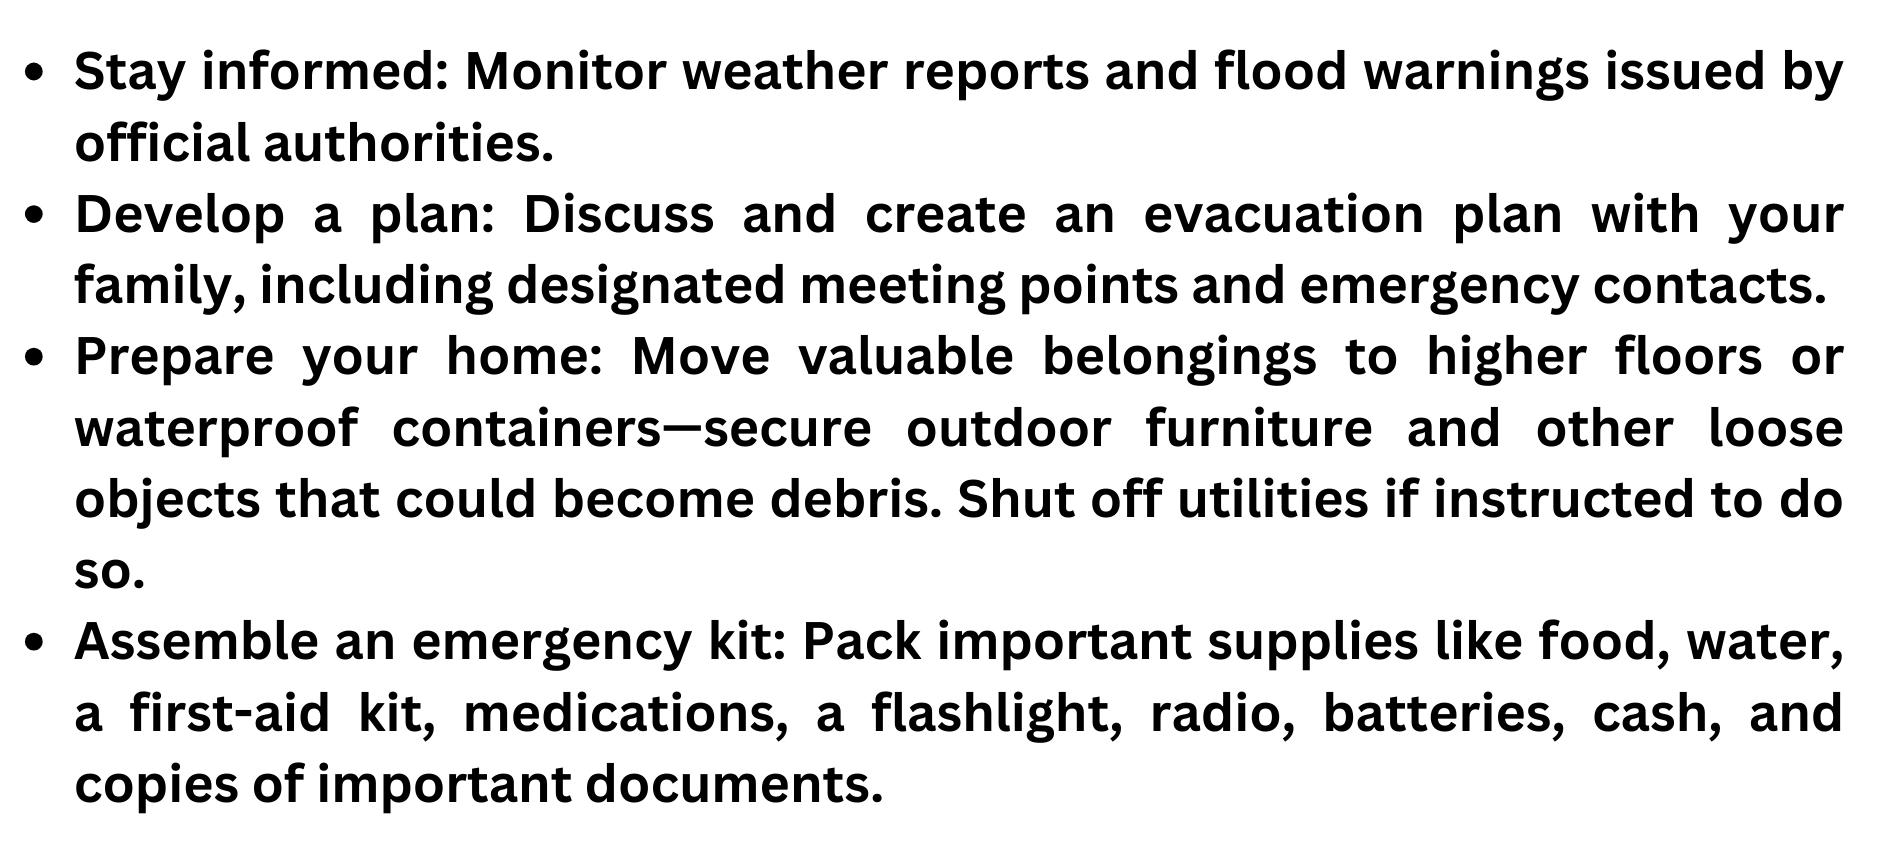 • Stay informed: Monitor weather reports and flood warnings issued by
official authorities.
• Develop a plan: Discuss and create an evacuation plan with your
family, including designated meeting points and emergency contacts.
• Prepare your home: Move valuable belongings to higher floors or
waterproof containers—secure outdoor furniture and other loose
objects that could become debris. Shut off utilities if instructed to do
so.
• Assemble an emergency kit: Pack important supplies like food, water,
a first-aid kit, medications, a flashlight, radio, batteries, cash, and
copies of important documents.